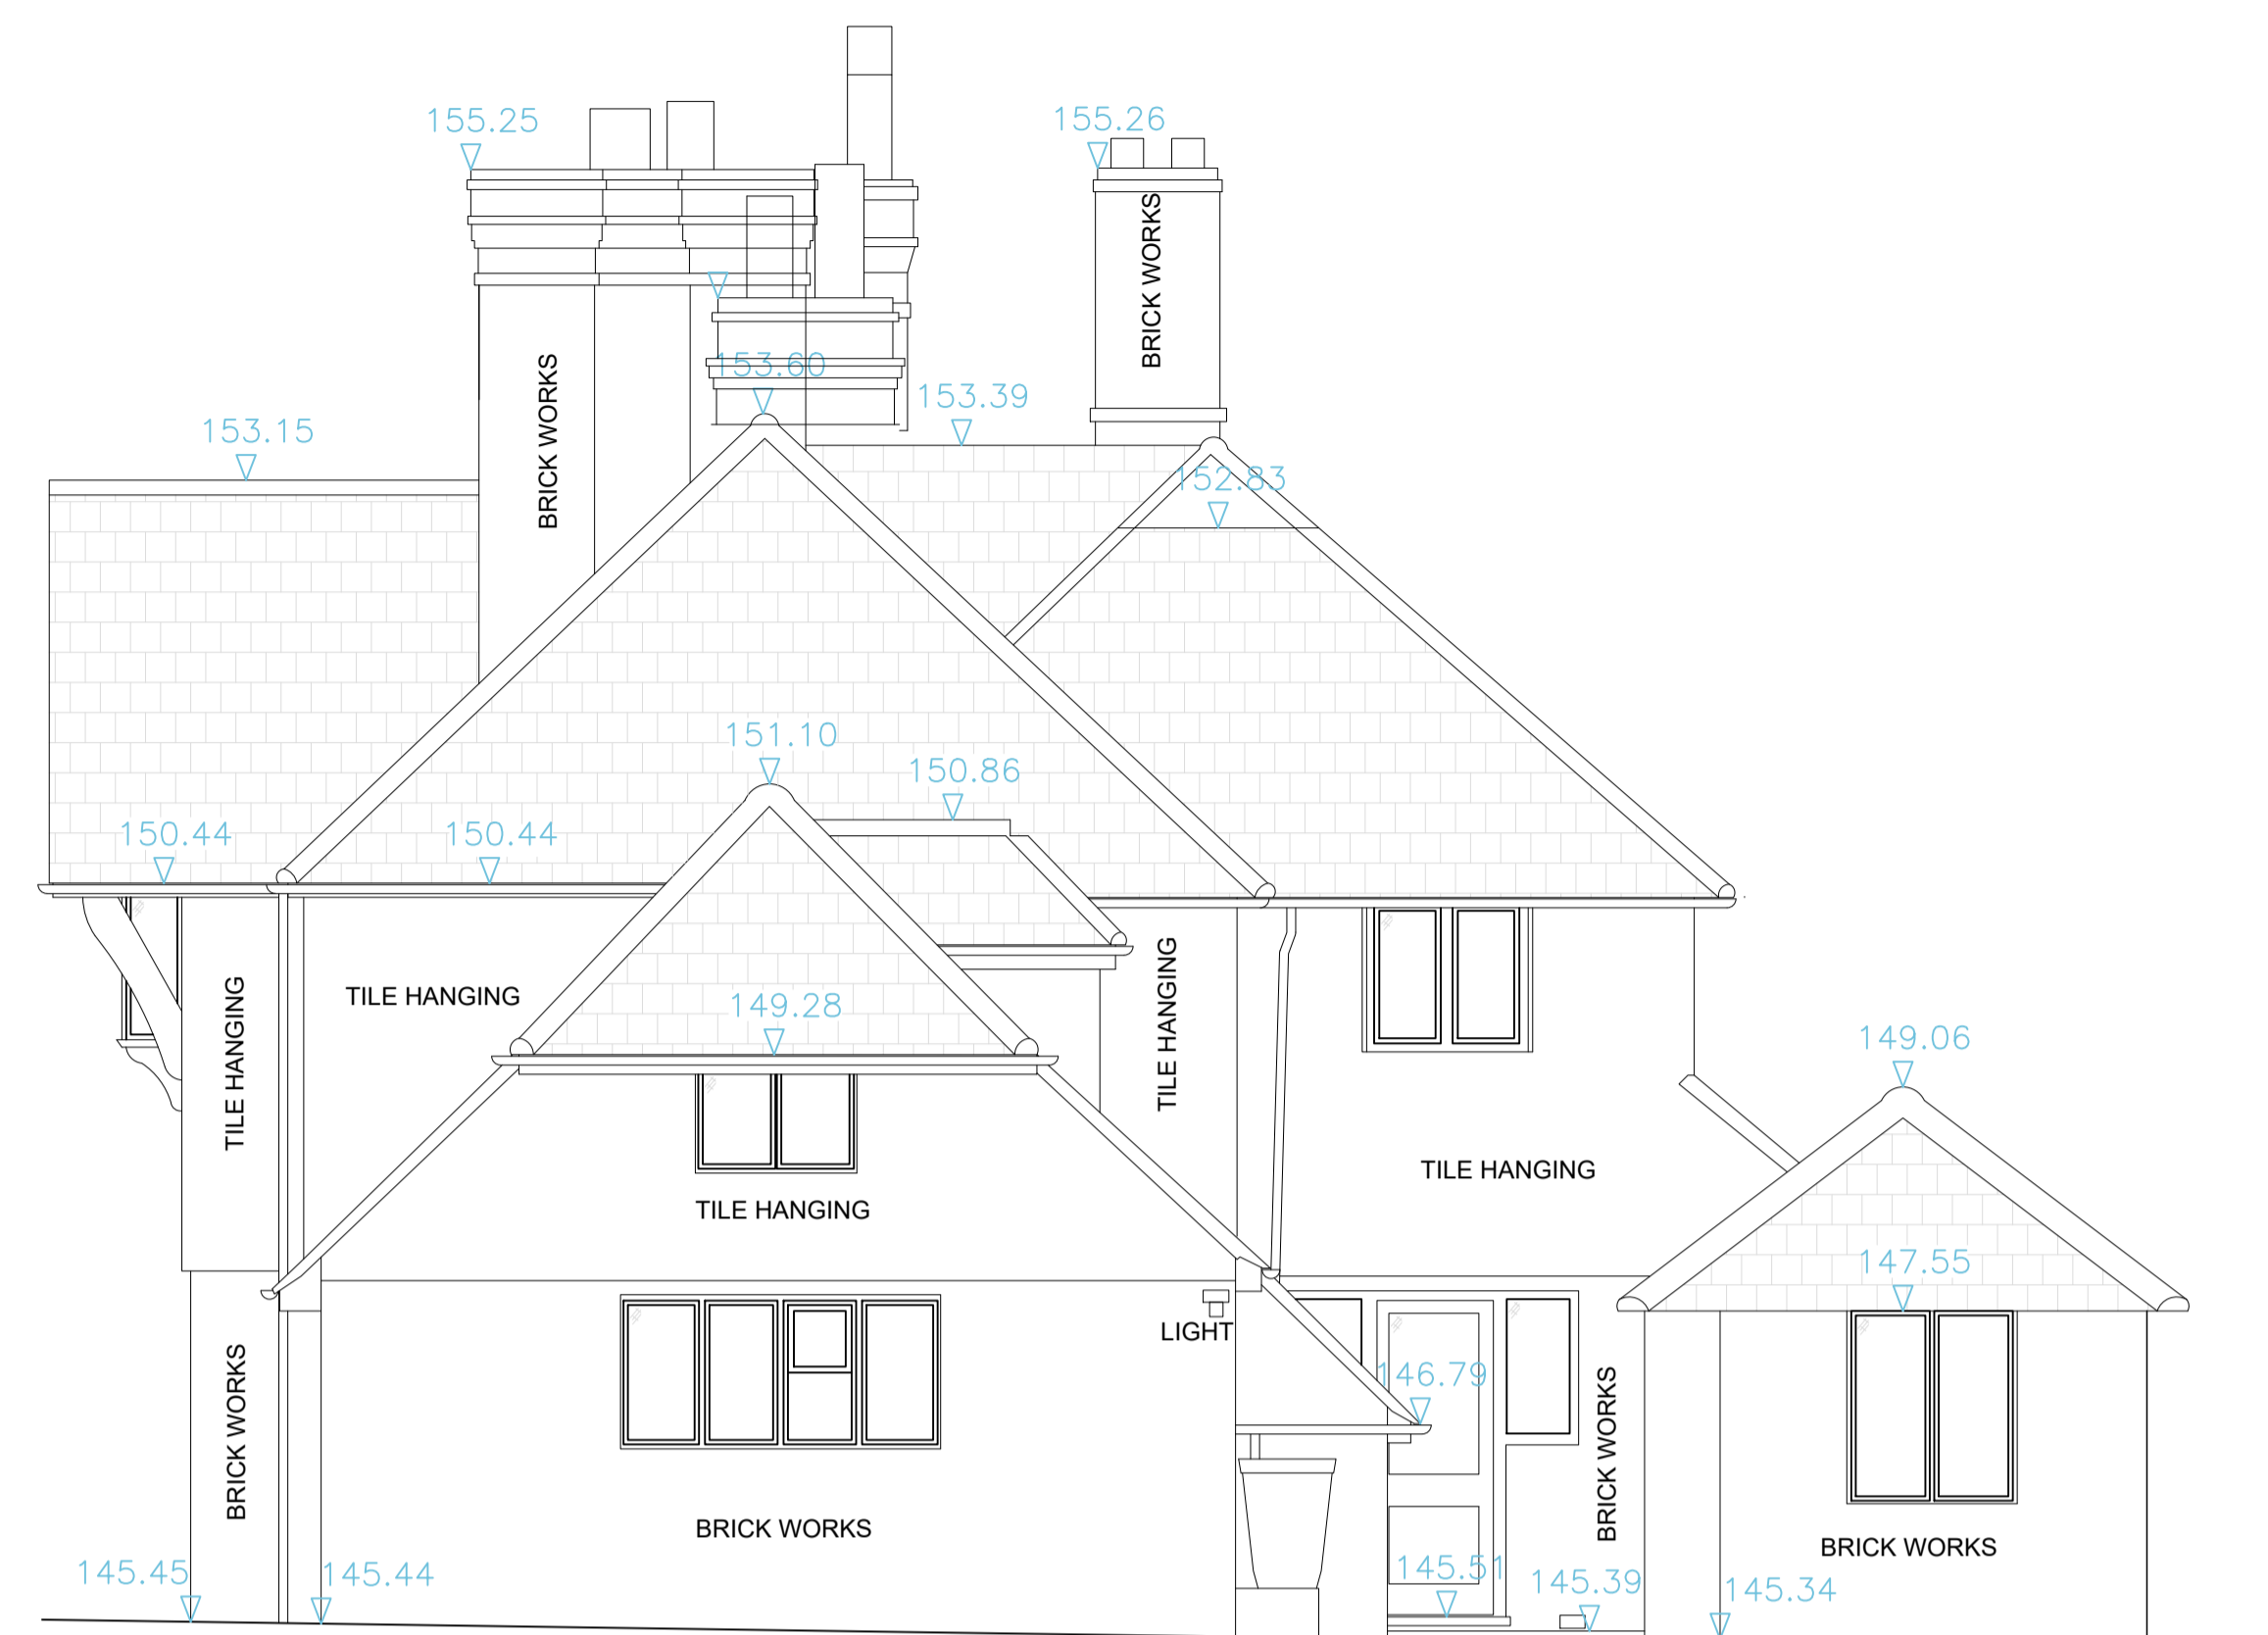 155.25
155.26
BRICK WORKS
BRICK WORKS
153.60
153.39
153.15
152.83
151.10
150.86
150.44
150.44
TILE HANGING
TILE HANGING
TILE HANGING
149.28
149.06
TILE HANGING
TILE HANGING
147.55
LIGHT
146.79
BRICK WORKS
BRICK WORKS
BRICK WORKS
BRICK WORKS
145.45
145.44
145.51
145.39
145.34